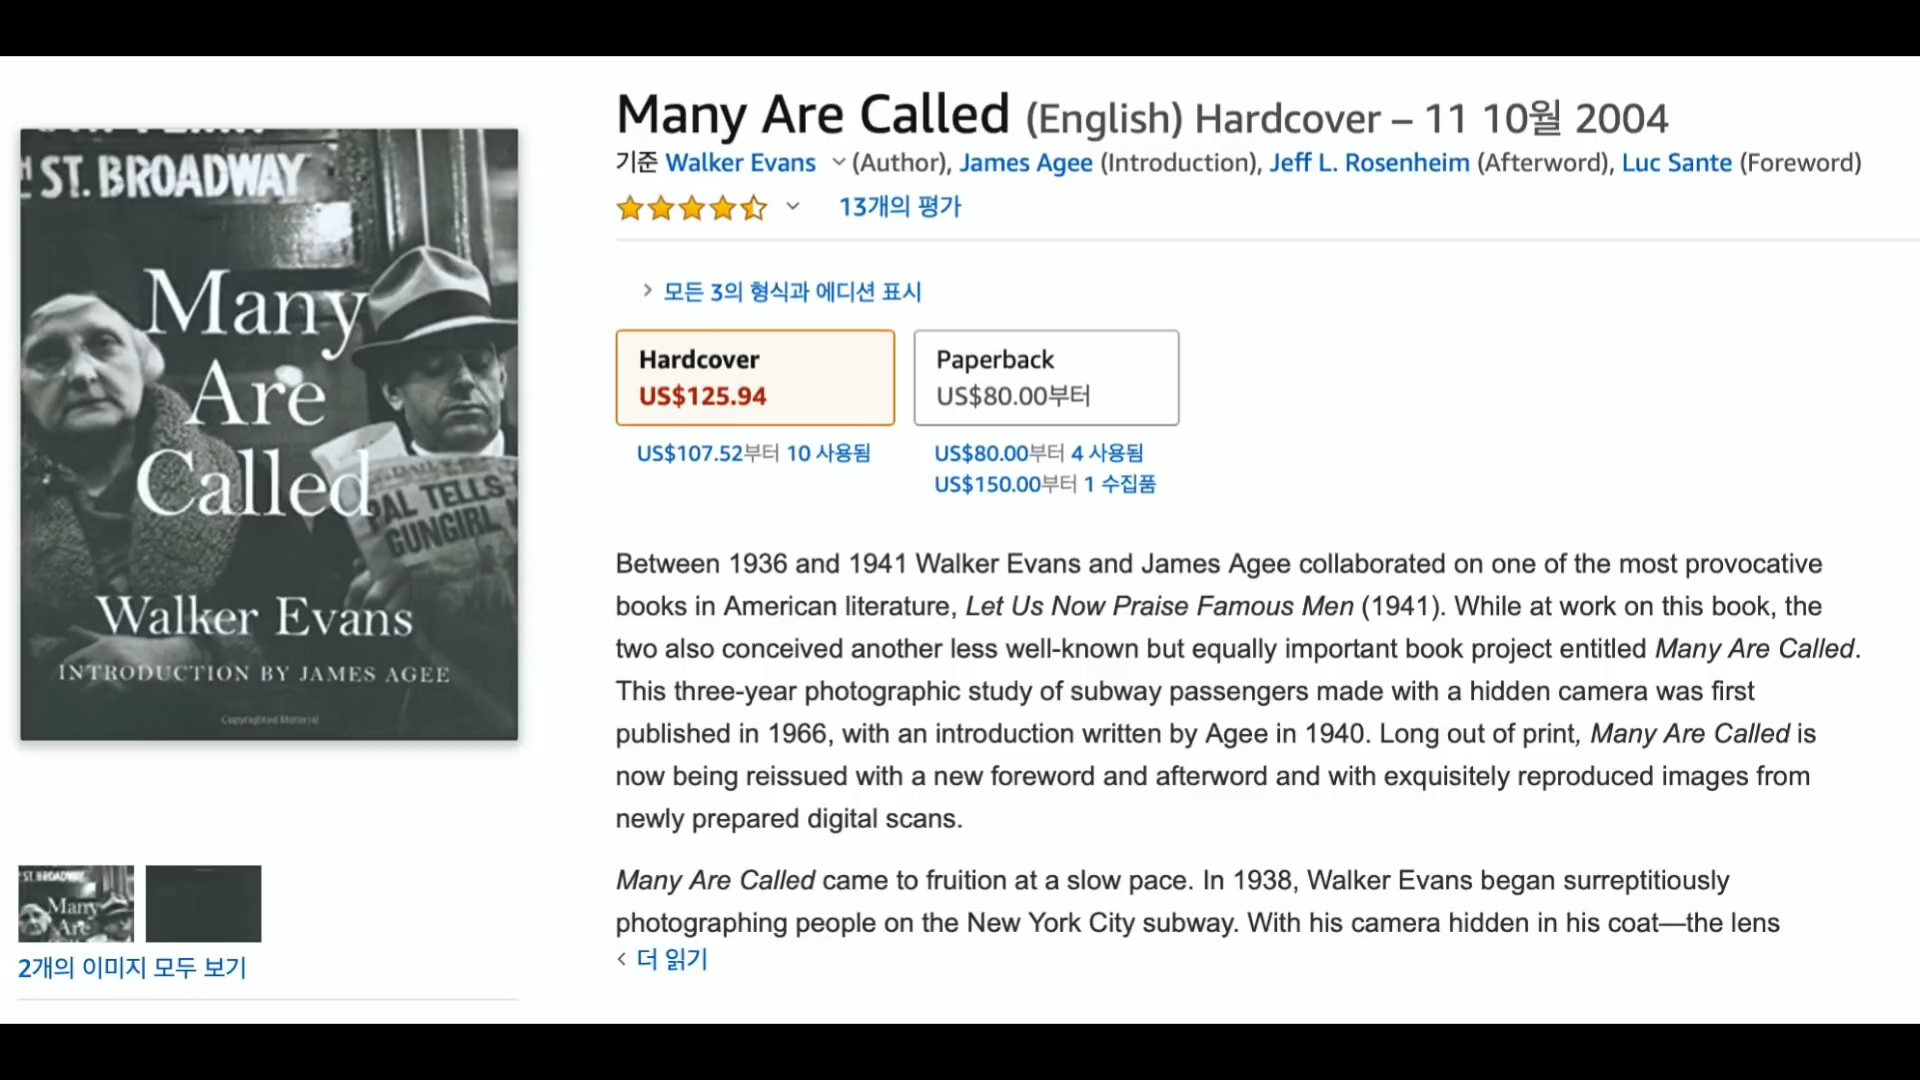 ST. BROADWAY
Many
Are
Called
DAILY
PAL TELLS
GUNGIRL
Walker Evans
INTRODUCTION BY JAMES AGEE
Copyrighted Material
ST. BROADWAY
Many
Are
2개의 이미지 모두 보기
Many Are Called (English) Hardcover – 11 10월 2004
기준 Walker Evans (Author), James Agee (Introduction), Jeff L. Rosenheim (Afterword), Luc Sante (Foreword)
13개의 평가
모든 3의 형식과 에디션 표시
Hardcover
US$125.94
US$107.52부터 10 사용됨
Paperback
US$80.00부터
US$80.00부터 4 사용됨
US$150.00부터 1 수집품
Between 1936 and 1941 Walker Evans and James Agee collaborated on one of the most provocative
books in American literature, Let Us Now Praise Famous Men (1941). While at work on this book, the
two also conceived another less well-known but equally important book project entitled Many Are Called.
This three-year photographic study of subway passengers made with a hidden camera was first
published in 1966, with an introduction written by Agee in 1940. Long out of print, Many Are Called is
now being reissued with a new foreword and afterword and with exquisitely reproduced images from
newly prepared digital scans.
Many Are Called came to fruition at a slow pace. In 1938, Walker Evans began surreptitiously
photographing people on the New York City subway. With his camera hidden in his coat—the lens
더 읽기